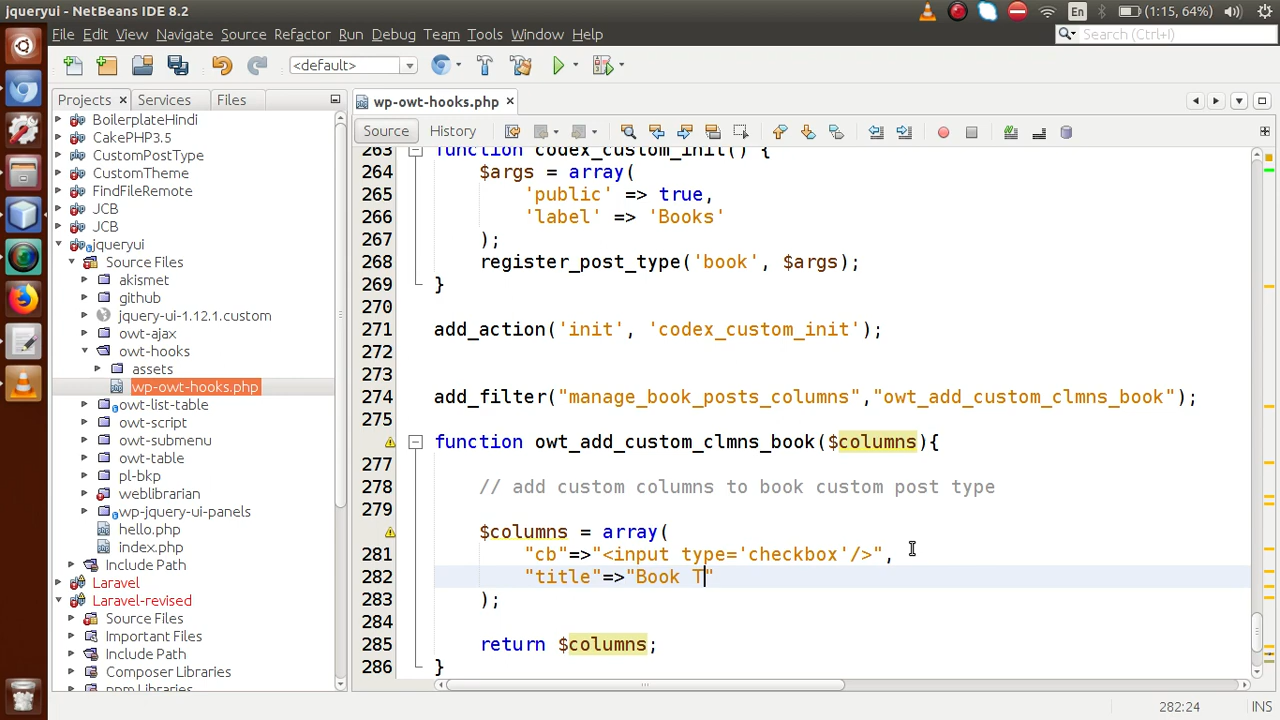 jqueryui - NetBeans IDE 8.2
En
(1:15, 64%)
File Edit View Navigate Source Refactor Run Debug Team Tools Window Help
Search (Ctrl+I)
<default>
Projects
Services
Files
BoilerplateHindi
CakePHP3.5
CustomPostType
CustomTheme
FindFileRemote
JCB
JCB
jqueryui
Source Files
akismet
github
jquery-ui-1.12.1.custom
owt-ajax
owt-hooks
assets
wp-owt-hooks.php
owt-list-table
owt-script
owt-submenu
owt-table
pl-bkp
weblibrarian
wp-jquery-ui-panels
hello.php
index.php
Include Path
Laravel
Laravel-revised
Source Files
Important Files
Include Path
Composer Libraries
npm Libraries
wp-owt-hooks.php
Source
History
263 function codex_custom_init() {
264 $args = array(
265 'public' => true,
266 'label' => 'Books'
267 );
268 register_post_type('book', $args);
269 }
270
271 add_action('init', 'codex_custom_init');
272
273
274 add_filter("manage_book_posts_columns","owt_add_custom_clmns_book");
275
function owt_add_custom_clmns_book($columns){
277
278 // add custom columns to book custom post type
279
$columns = array(
281 "cb"=>"<input type='checkbox'/>",
282 "title"=>"Book T"
283 );
284
285 return $columns;
286 }
282:24
INS